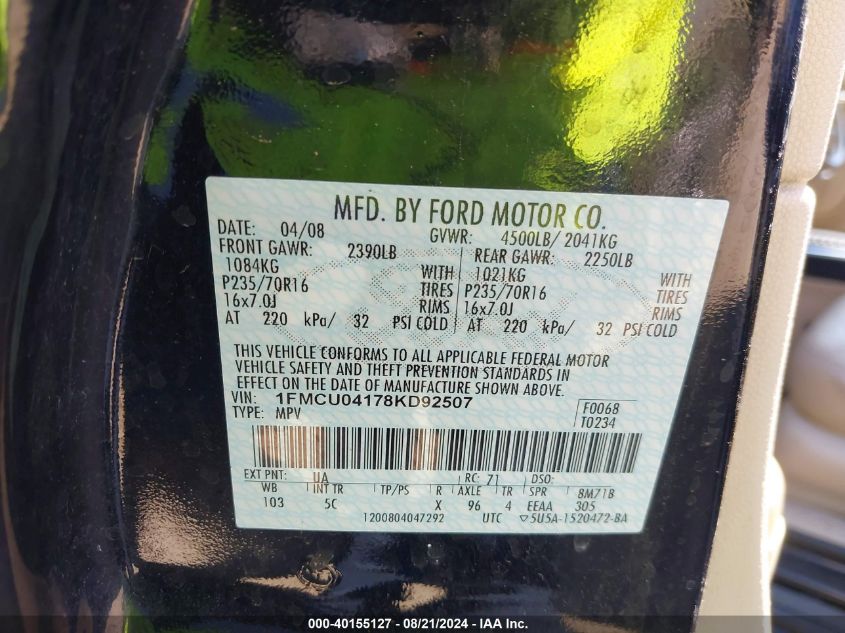 MFD. BY FORD MOTOR CO.
DATE: 04/08 GVWR: 4500LB/ 2041KG
FRONT GAWR: 2390LB REAR GAWR: 2250LB
1084KG WITH 1021KG WITH
P235/70R16 TIRES P235/70R16 TIRES
16x7.0J RIMS 16x7.0J RIMS
AT 220 kPa/ 32 PSI COLD AT 220 kPa/ 32 PSI COLD
THIS VEHICLE CONFORMS TO ALL APPLICABLE FEDERAL MOTOR
VEHICLE SAFETY AND THEFT PREVENTION STANDARDS IN
EFFECT ON THE DATE OF MANUFACTURE SHOWN ABOVE.
VIN: 1FMCU04178KD92507 F0068
TYPE: MPV T0234
EXT PNT: UA RC: 71 DSO:
WB INT TR TP/PS R AXLE TR SPR 8M71B
103 5C X 96 4 EEAA 305
1200804047292 UTC ▽5U5A-1520472-BA
000-40155127 - 08/21/2024 - IAA Inc.